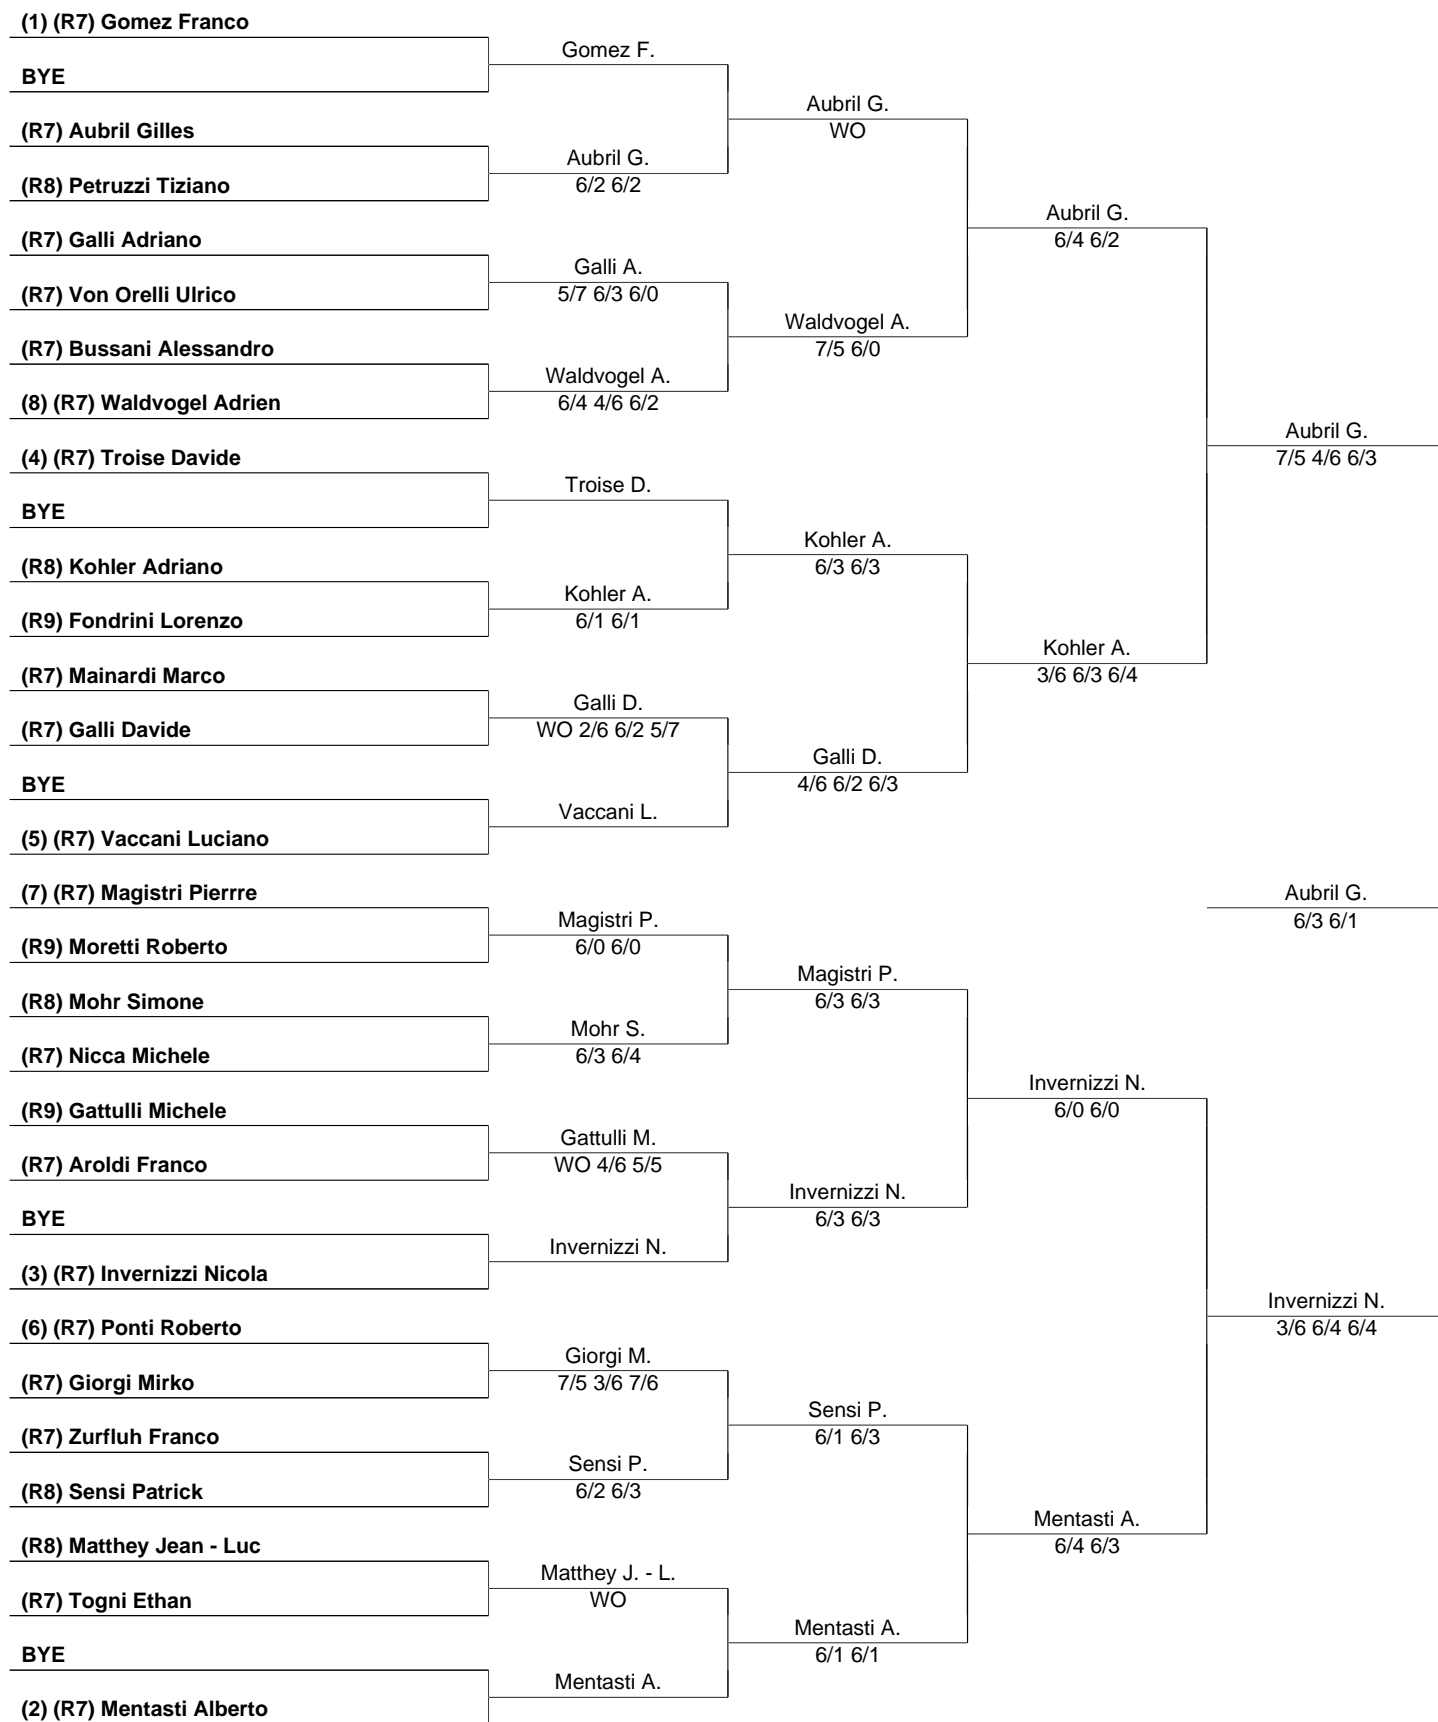 (1) (R7) Gomez Franco
Gomez F.
BYE
Aubril G.
WO
(R7) Aubril Gilles
Aubril G.
6/2 6/2
(R8) Petruzzi Tiziano
Aubril G.
6/4 6/2
(R7) Galli Adriano
Galli A.
5/7 6/3 6/0
(R7) Von Orelli Ulrico
Waldvogel A.
7/5 6/0
(R7) Bussani Alessandro
Waldvogel A.
6/4 4/6 6/2
(8) (R7) Waldvogel Adrien
Aubril G.
7/5 4/6 6/3
(4) (R7) Troise Davide
Troise D.
BYE
Kohler A.
6/3 6/3
(R8) Kohler Adriano
Kohler A.
6/1 6/1
(R9) Fondrini Lorenzo
Kohler A.
3/6 6/3 6/4
(R7) Mainardi Marco
Galli D.
WO 2/6 6/2 5/7
(R7) Galli Davide
Galli D.
4/6 6/2 6/3
BYE
Vaccani L.
(5) (R7) Vaccani Luciano
(7) (R7) Magistri Pierrre
Aubril G.
6/3 6/1
Magistri P.
6/0 6/0
(R9) Moretti Roberto
Magistri P.
6/3 6/3
(R8) Mohr Simone
Mohr S.
6/3 6/4
(R7) Nicca Michele
Invernizzi N.
6/0 6/0
(R9) Gattulli Michele
Gattulli M.
WO 4/6 5/5
(R7) Aroldi Franco
Invernizzi N.
6/3 6/3
BYE
Invernizzi N.
(3) (R7) Invernizzi Nicola
Invernizzi N.
3/6 6/4 6/4
(6) (R7) Ponti Roberto
Giorgi M.
7/5 3/6 7/6
(R7) Giorgi Mirko
Sensi P.
6/1 6/3
(R7) Zurfluh Franco
Sensi P.
6/2 6/3
(R8) Sensi Patrick
Mentasti A.
6/4 6/3
(R8) Matthey Jean - Luc
Matthey J. - L.
WO
(R7) Togni Ethan
Mentasti A.
6/1 6/1
BYE
Mentasti A.
(2) (R7) Mentasti Alberto